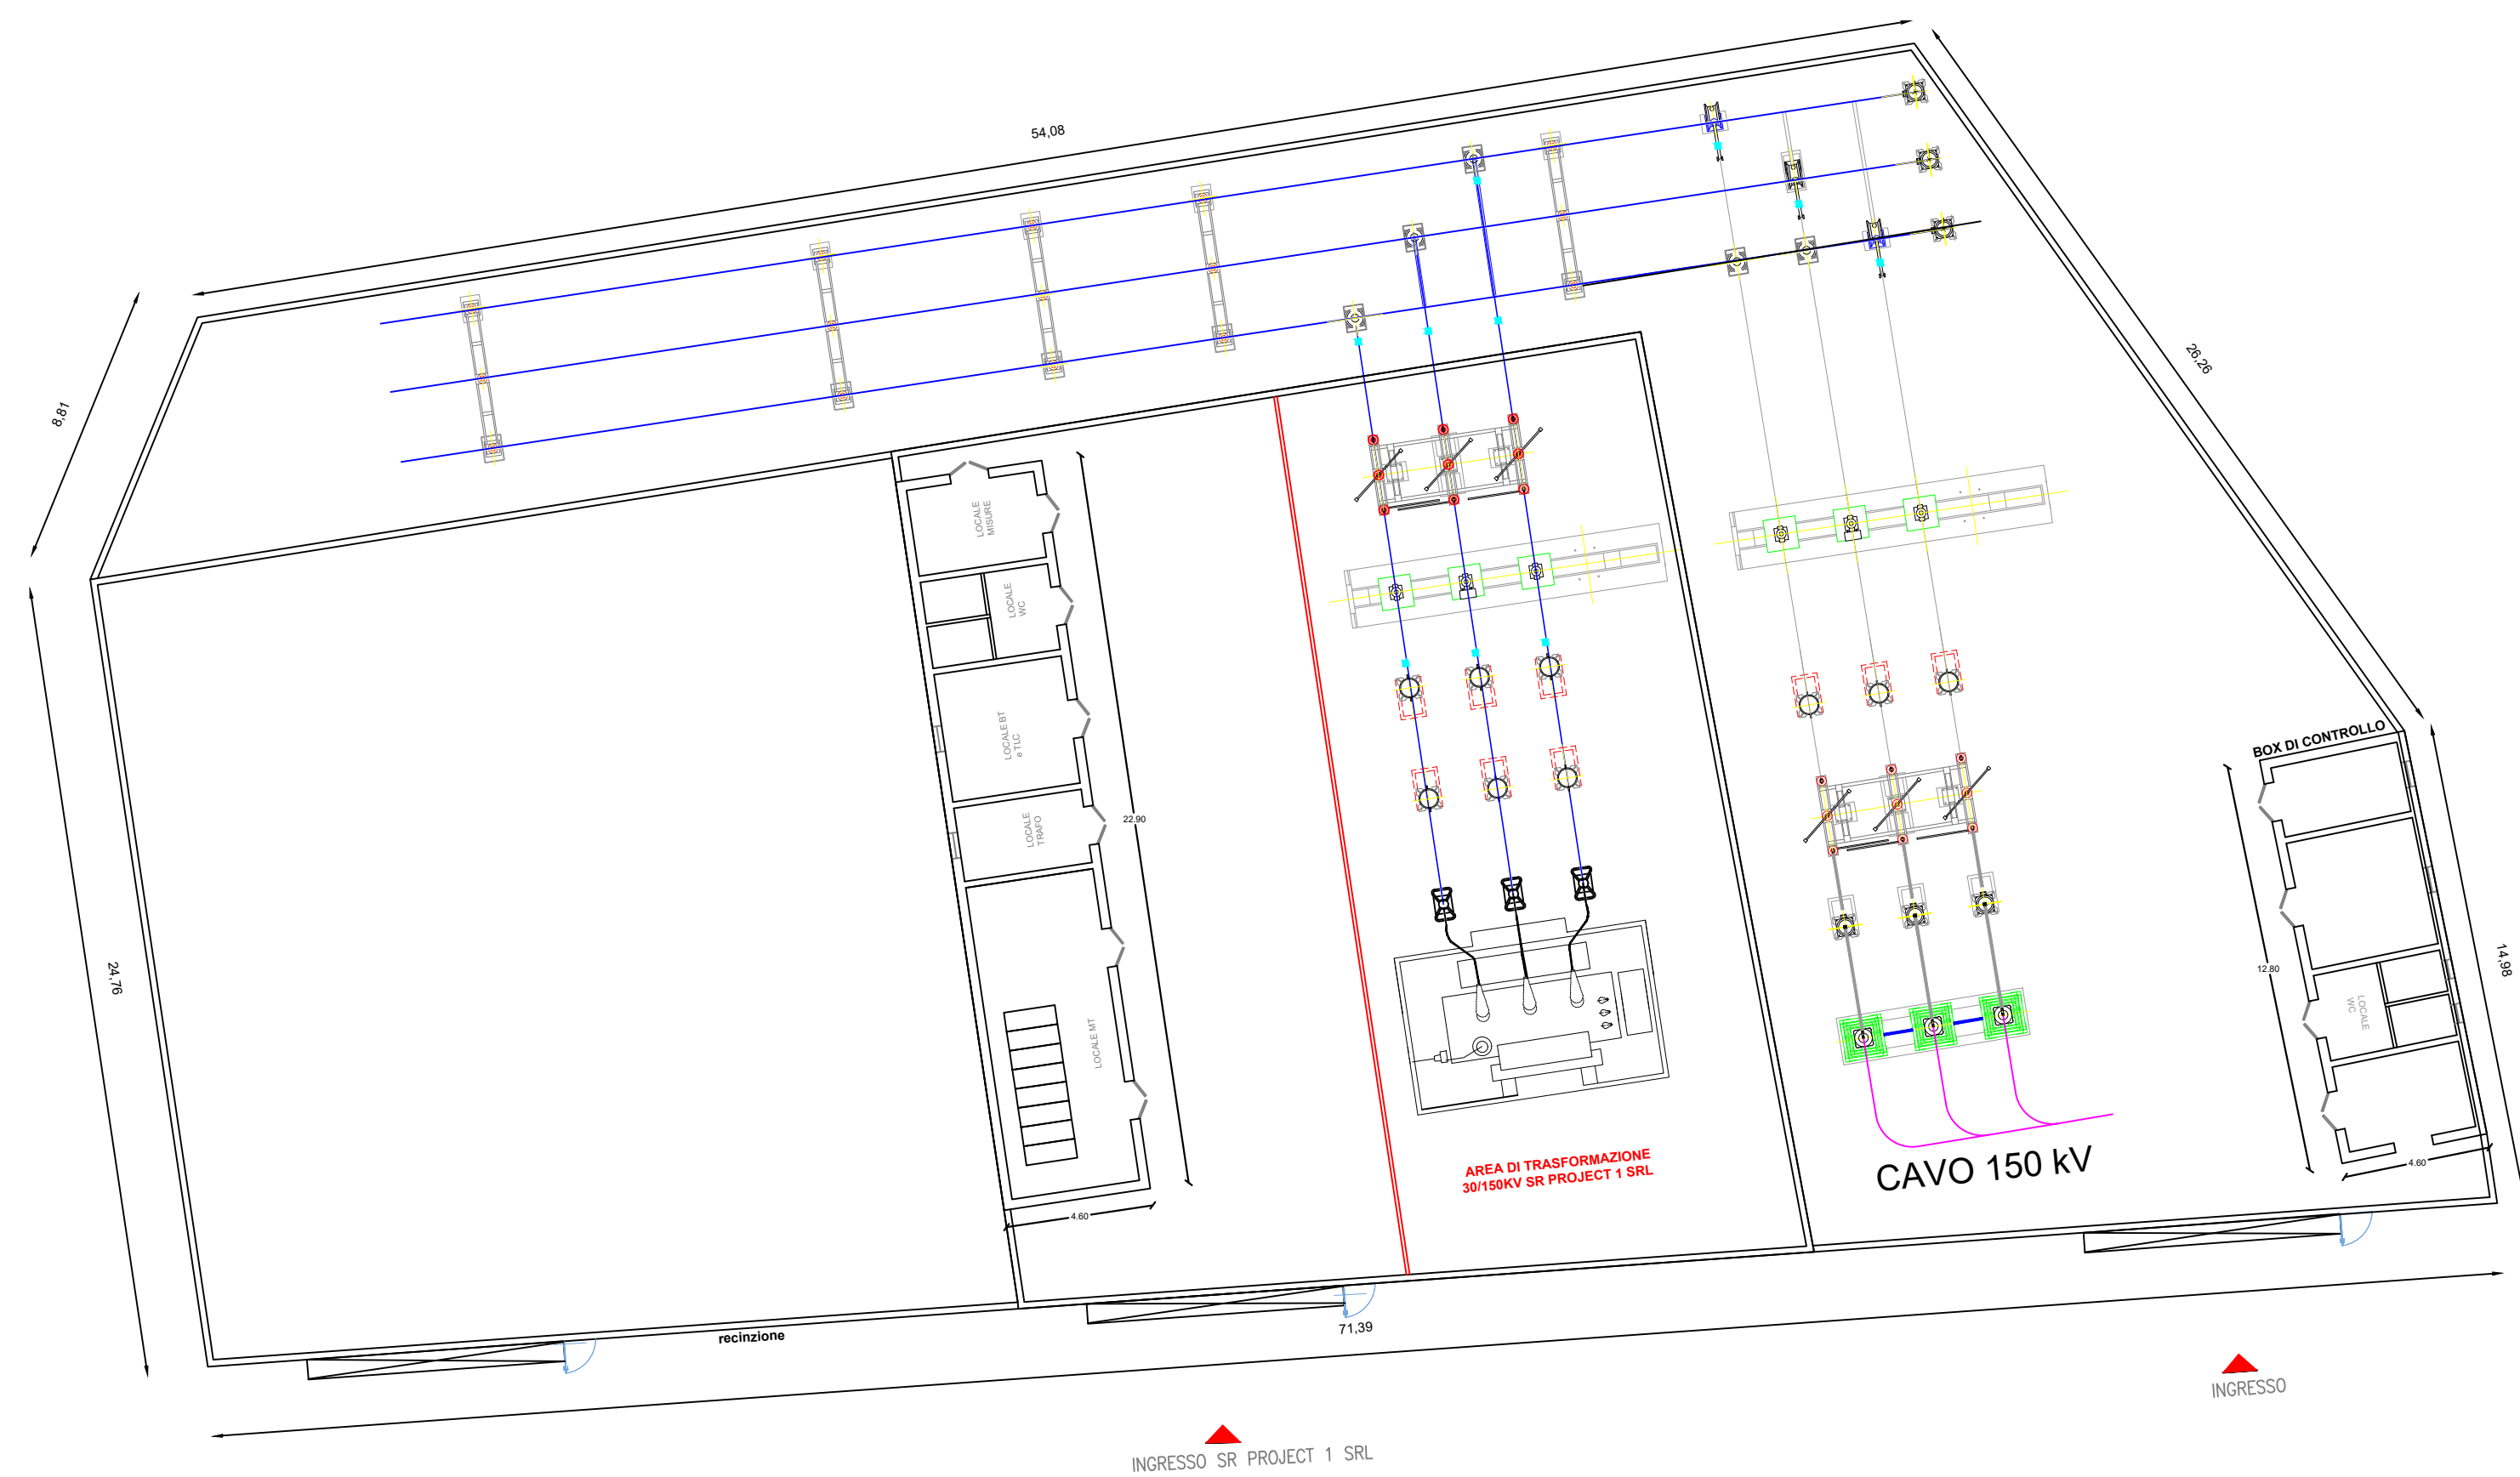 54,08
8,81
26,26
LOCALE
MISURE
LOCALE
WC
LOCALE BT
e TLC
LOCALE
TRAFO
22.90
LOCALE MT
4.60
24,76
BOX DI CONTROLLO
12.80
14,98
LOCALE
WC
4.60
AREA DI TRASFORMAZIONE
30/150KV SR PROJECT 1 SRL
CAVO 150 kV
recinzione
71,39
INGRESSO
INGRESSO SR PROJECT 1 SRL